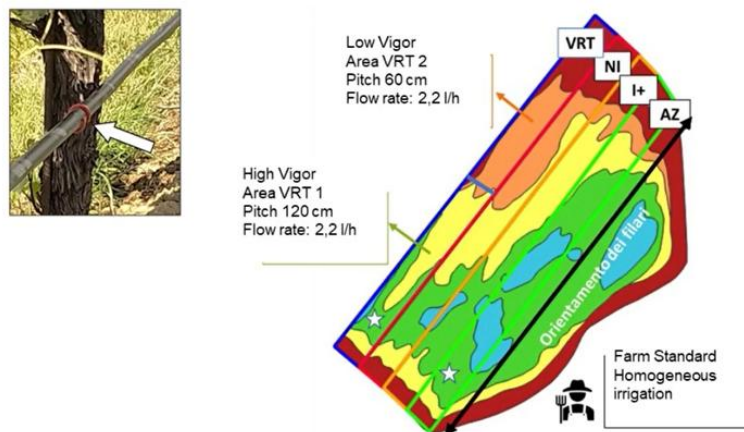 Low Vigor
Area VRT 2
Pitch 60 cm
Flow rate: 2,2 l/h
High Vigor
Area VRT 1
Pitch 120 cm
Flow rate: 2,2 l/h
VRT
NI
I+
AZ
Orientamento dei filari
Farm Standard
Homogeneous
irrigation